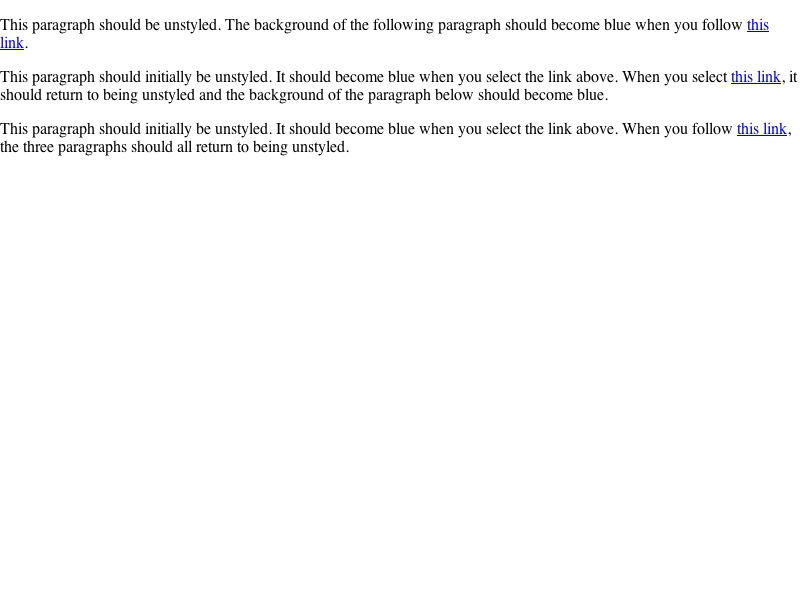 This paragraph should be unstyled. The background of the following paragraph should become blue when you follow this
link.
This paragraph should initially be unstyled. It should become blue when you select the link above. When you select this link, it
should return to being unstyled and the background of the paragraph below should become blue.
This paragraph should initially be unstyled. It should become blue when you select the link above. When you follow this link,
the three paragraphs should all return to being unstyled.